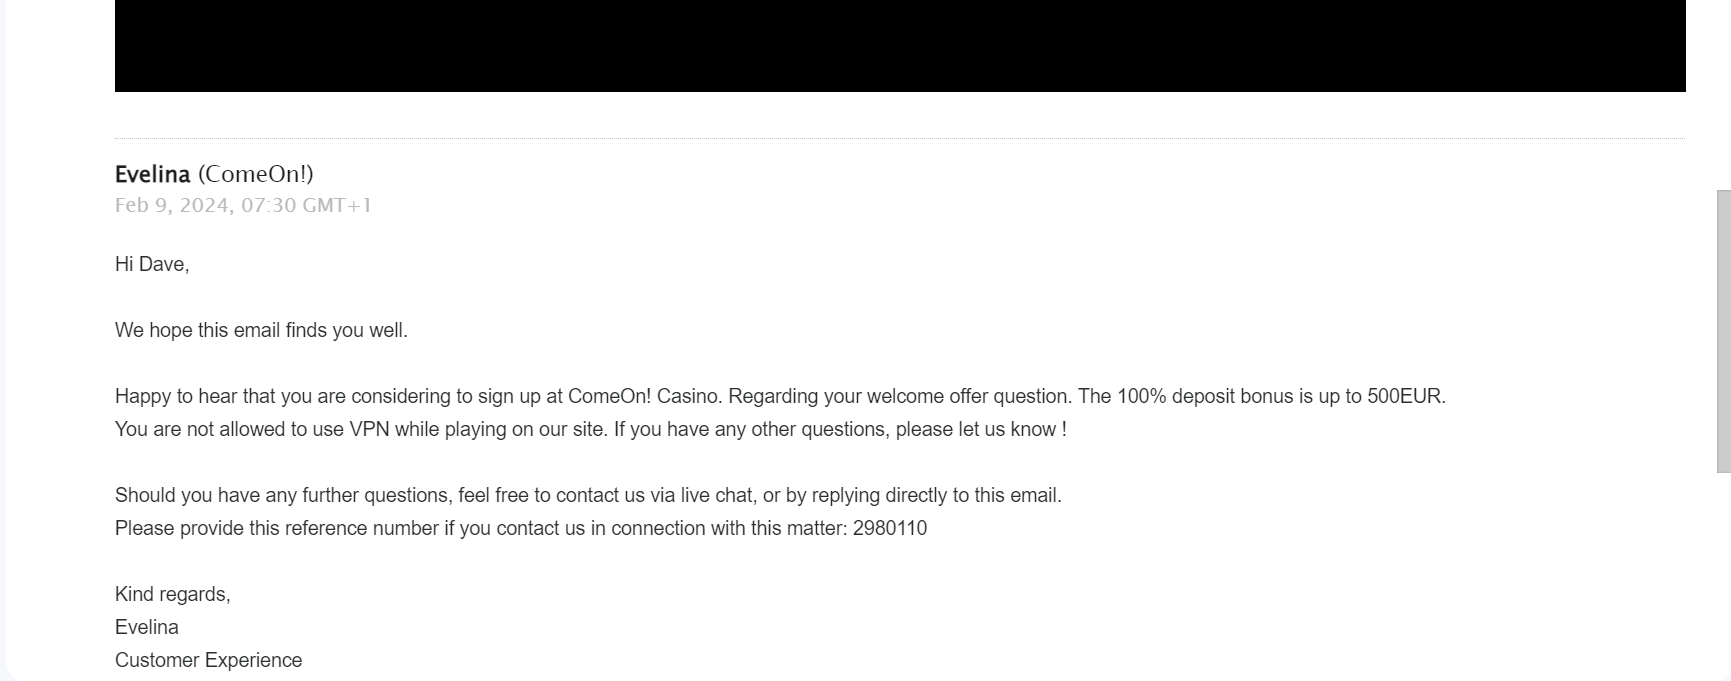 Evelina (ComeOn!)
Feb 9, 2024, 07:30 GMT+1
Hi Dave,
We hope this email finds you well.
Happy to hear that you are considering to sign up at ComeOn! Casino. Regarding your welcome offer question. The 100% deposit bonus is up to 500EUR.
You are not allowed to use VPN while playing on our site. If you have any other questions, please let us know !
Should you have any further questions, feel free to contact us via live chat, or by replying directly to this email.
Please provide this reference number if you contact us in connection with this matter: 2980110
Kind regards,
Evelina
Customer Experience